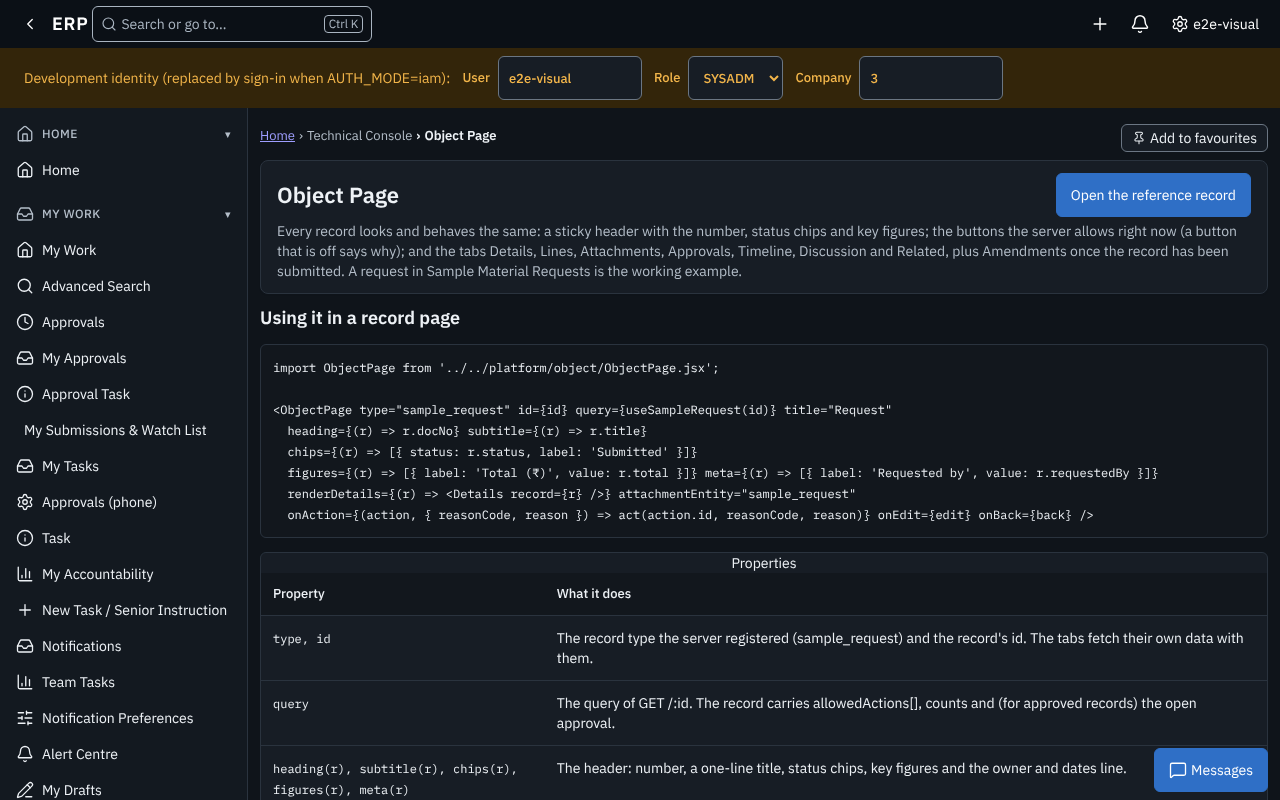 ERP
Search or go to...
Ctrl K
e2e-visual
Development identity (replaced by sign-in when AUTH_MODE=iam):
User
e2e-visual
Role
SYSADM
Company
3
HOME
Home
MY WORK
My Work
Advanced Search
Approvals
My Approvals
Approval Task
My Submissions & Watch List
My Tasks
Approvals (phone)
Task
My Accountability
New Task / Senior Instruction
Notifications
Team Tasks
Notification Preferences
Alert Centre
My Drafts
Home › Technical Console › Object Page
Add to favourites
Object Page
Open the reference record
Every record looks and behaves the same: a sticky header with the number, status chips and key figures; the buttons the server allows right now (a button
that is off says why); and the tabs Details, Lines, Attachments, Approvals, Timeline, Discussion and Related, plus Amendments once the record has been
submitted. A request in Sample Material Requests is the working example.
Using it in a record page
import ObjectPage from '../../platform/object/ObjectPage.jsx';
<ObjectPage type="sample_request" id={id} query={useSampleRequest(id)} title="Request"
heading={(r) => r.docNo} subtitle={(r) => r.title}
chips={(r) => [{ status: r.status, label: 'Submitted' }]}
figures={(r) => [{ label: 'Total (₹)', value: r.total }]} meta={(r) => [{ label: 'Requested by', value: r.requestedBy }]}
renderDetails={(r) => <Details record={r} />} attachmentEntity="sample_request"
onAction={(action, { reasonCode, reason }) => act(action.id, reasonCode, reason)} onEdit={edit} onBack={back} />
Properties
Property
What it does
type, id
The record type the server registered (sample_request) and the record's id. The tabs fetch their own data with
them.
query
The query of GET /:id. The record carries allowedActions[], counts and (for approved records) the open
approval.
heading(r), subtitle(r), chips(r),
figures(r), meta(r)
The header: number, a one-line title, status chips, key figures and the owner and dates line.
Messages